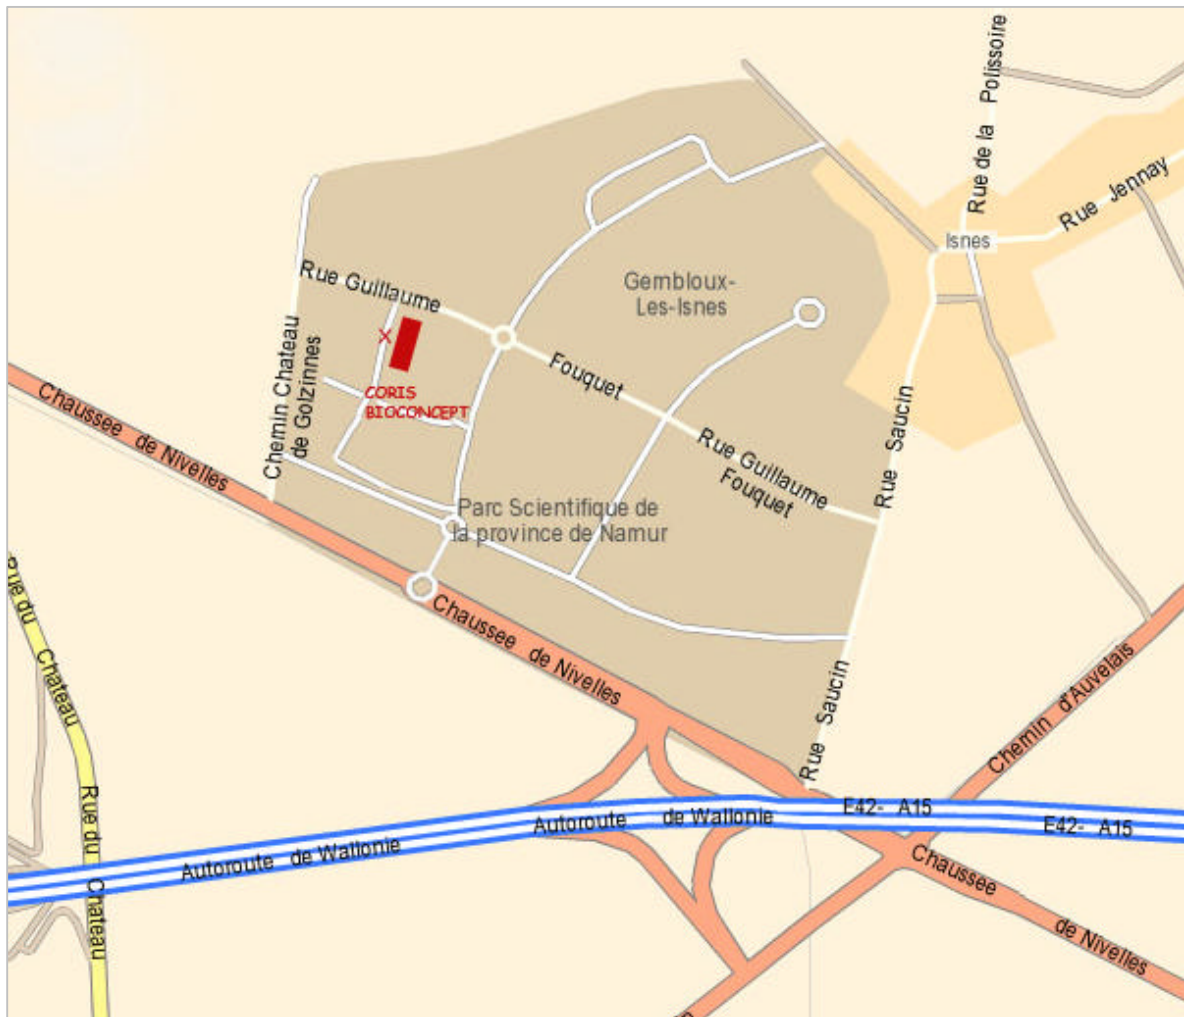 Rue de la Polissoire
Rue Jennay
Isnes
Rue Guillaume
Gembloux-
Les-Isnes
Fouquet
Chemin Chateau
de Golzinnes
CORIS
BIOCONCEPT
Chaussee de Nivelles
Rue Saucin
Rue Guillaume
Fouquet
Parc Scientifique de
la province de Namur
Rue du Chateau
Chaussee de Nivelles
Rue Saucin
Chemin d'Auvelais
Rue du Chateau
Autoroute de Wallonie
Autoroute de Wallonie
E42- A15
E42- A15
Chaussee de Nivelles